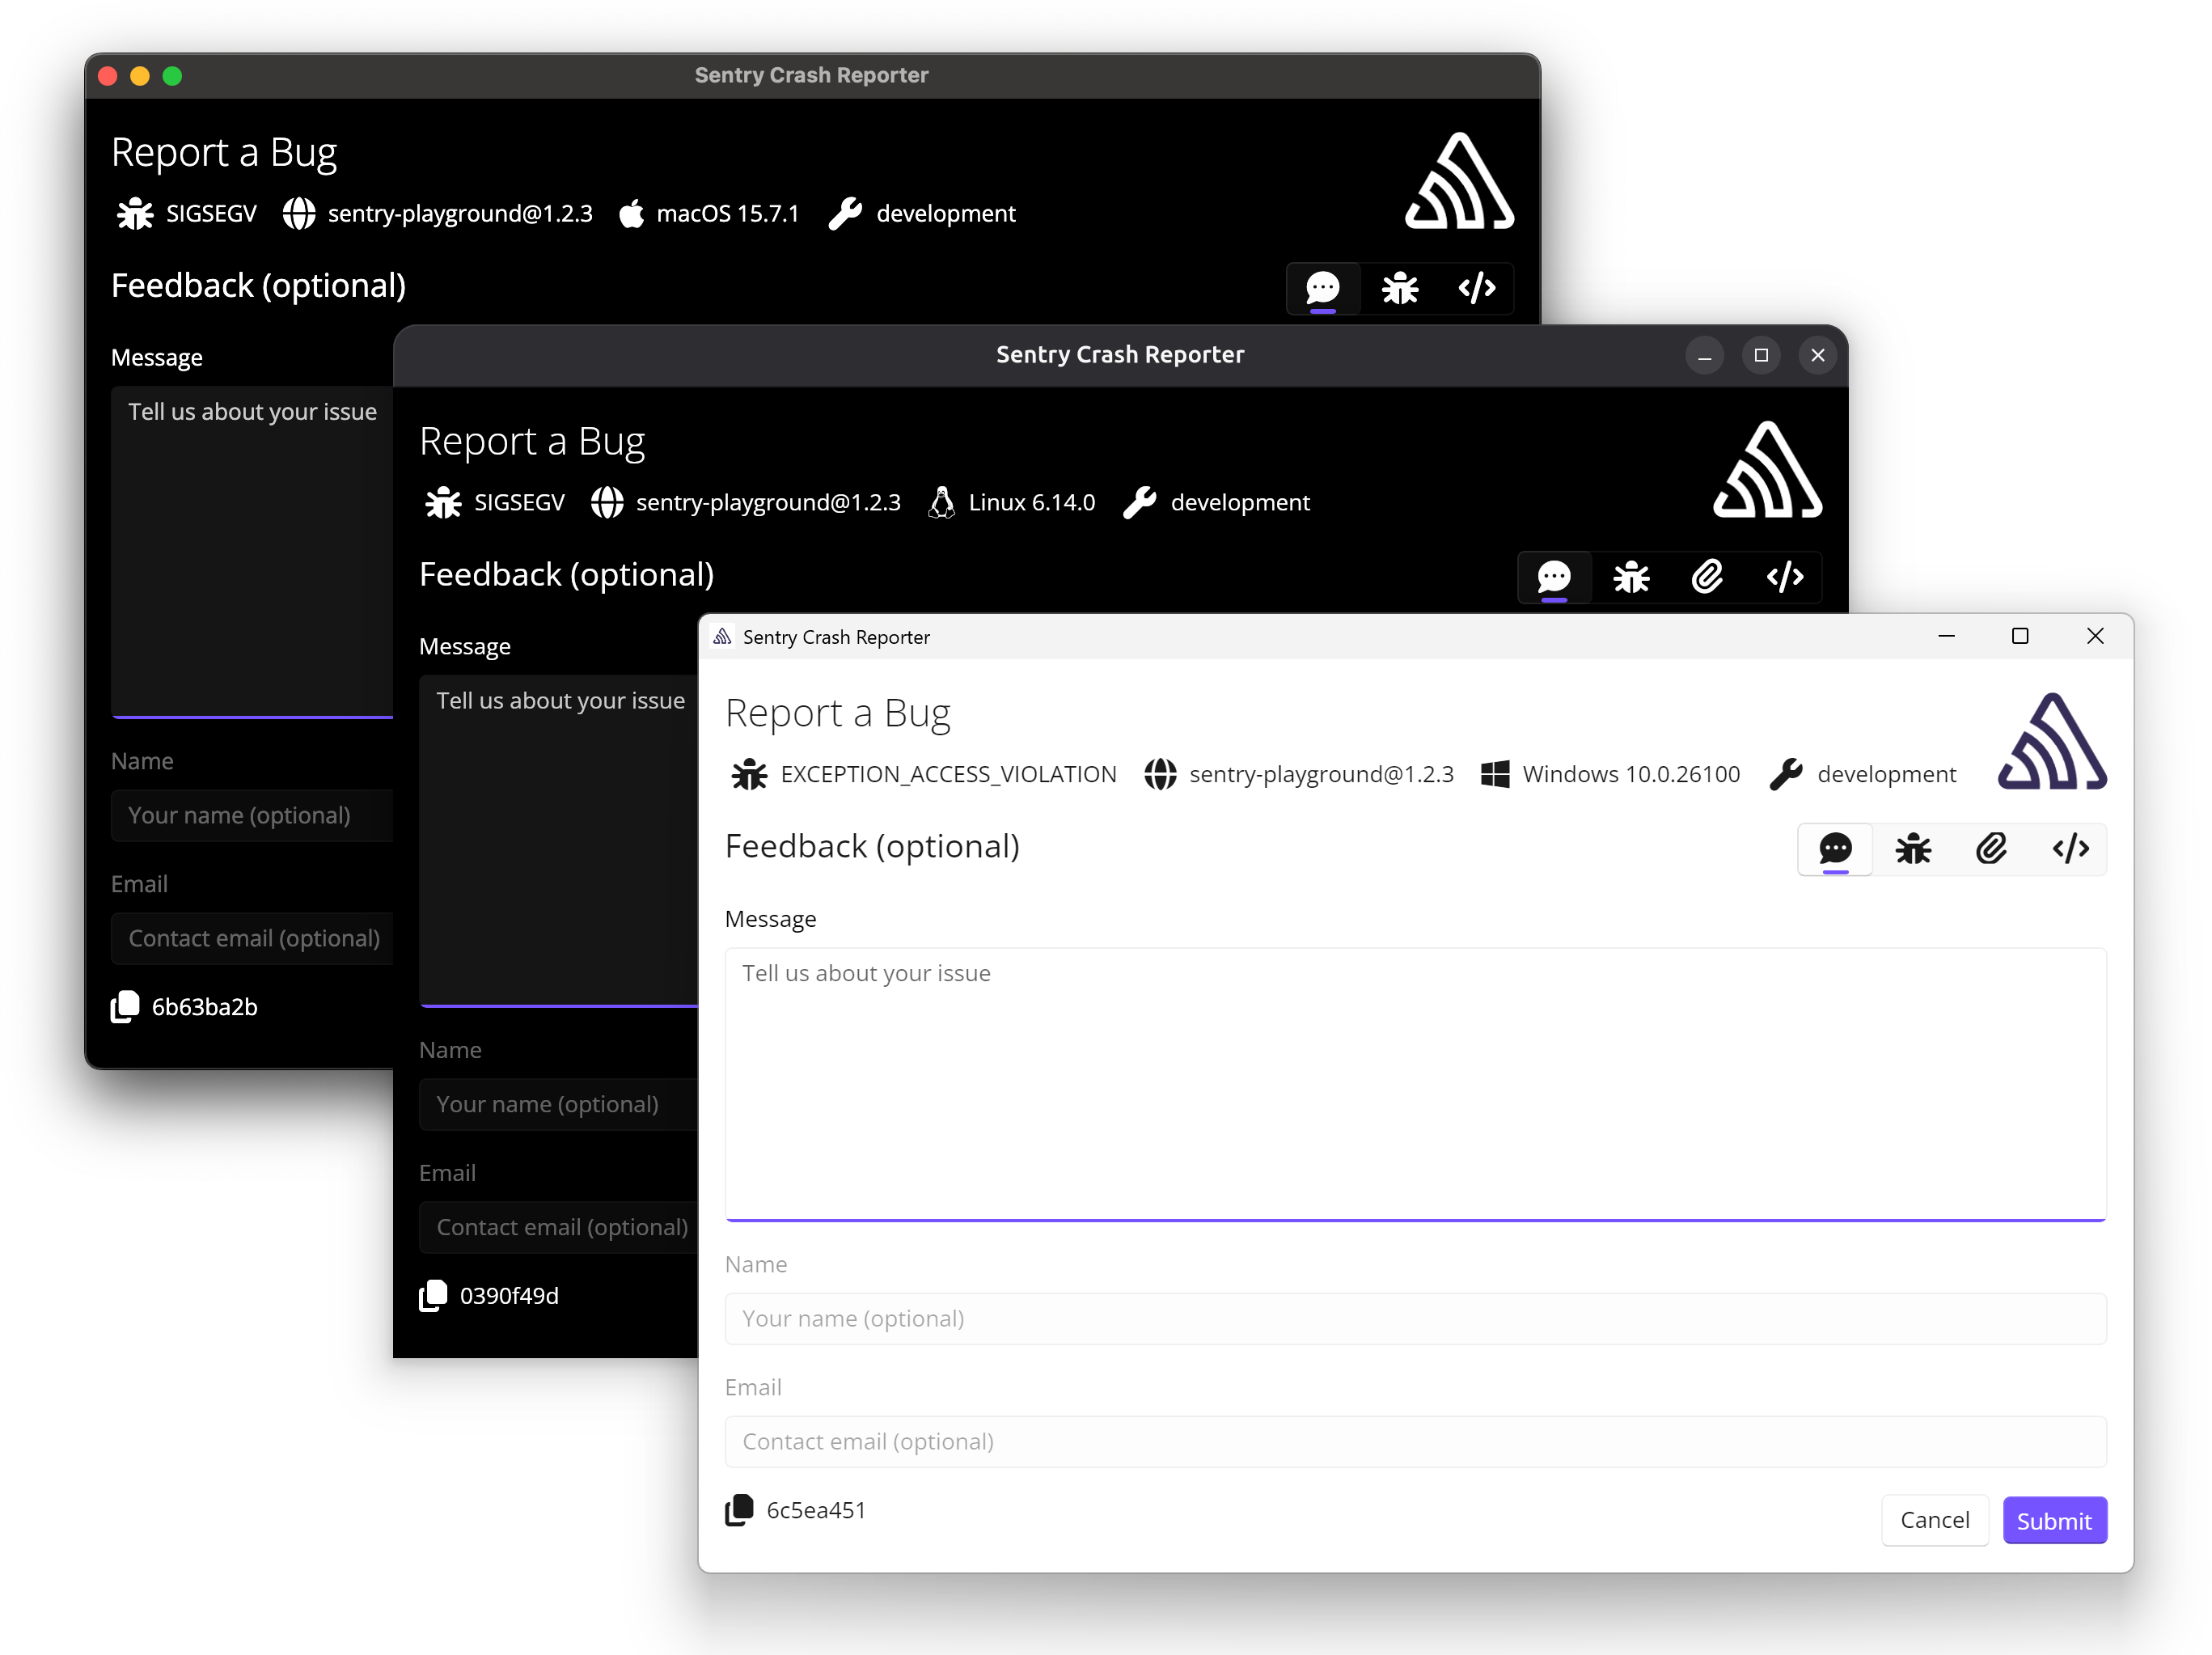 Sentry Crash Reporter
Report a Bug
SIGSEGV sentry-playground@1.2.3 macOS 15.7.1 development
Feedback (optional)
Message
Tell us about your issue
Name
Your name (optional)
Email
Contact email (optional)
6b63ba2b
Sentry Crash Reporter
Report a Bug
SIGSEGV sentry-playground@1.2.3 Linux 6.14.0 development
Feedback (optional)
Message
Tell us about your issue
Name
Your name (optional)
Email
Contact email (optional)
0390f49d
Sentry Crash Reporter
Report a Bug
EXCEPTION_ACCESS_VIOLATION sentry-playground@1.2.3 Windows 10.0.26100 development
Feedback (optional)
Message
Tell us about your issue
Name
Your name (optional)
Email
Contact email (optional)
6c5ea451
Cancel Submit